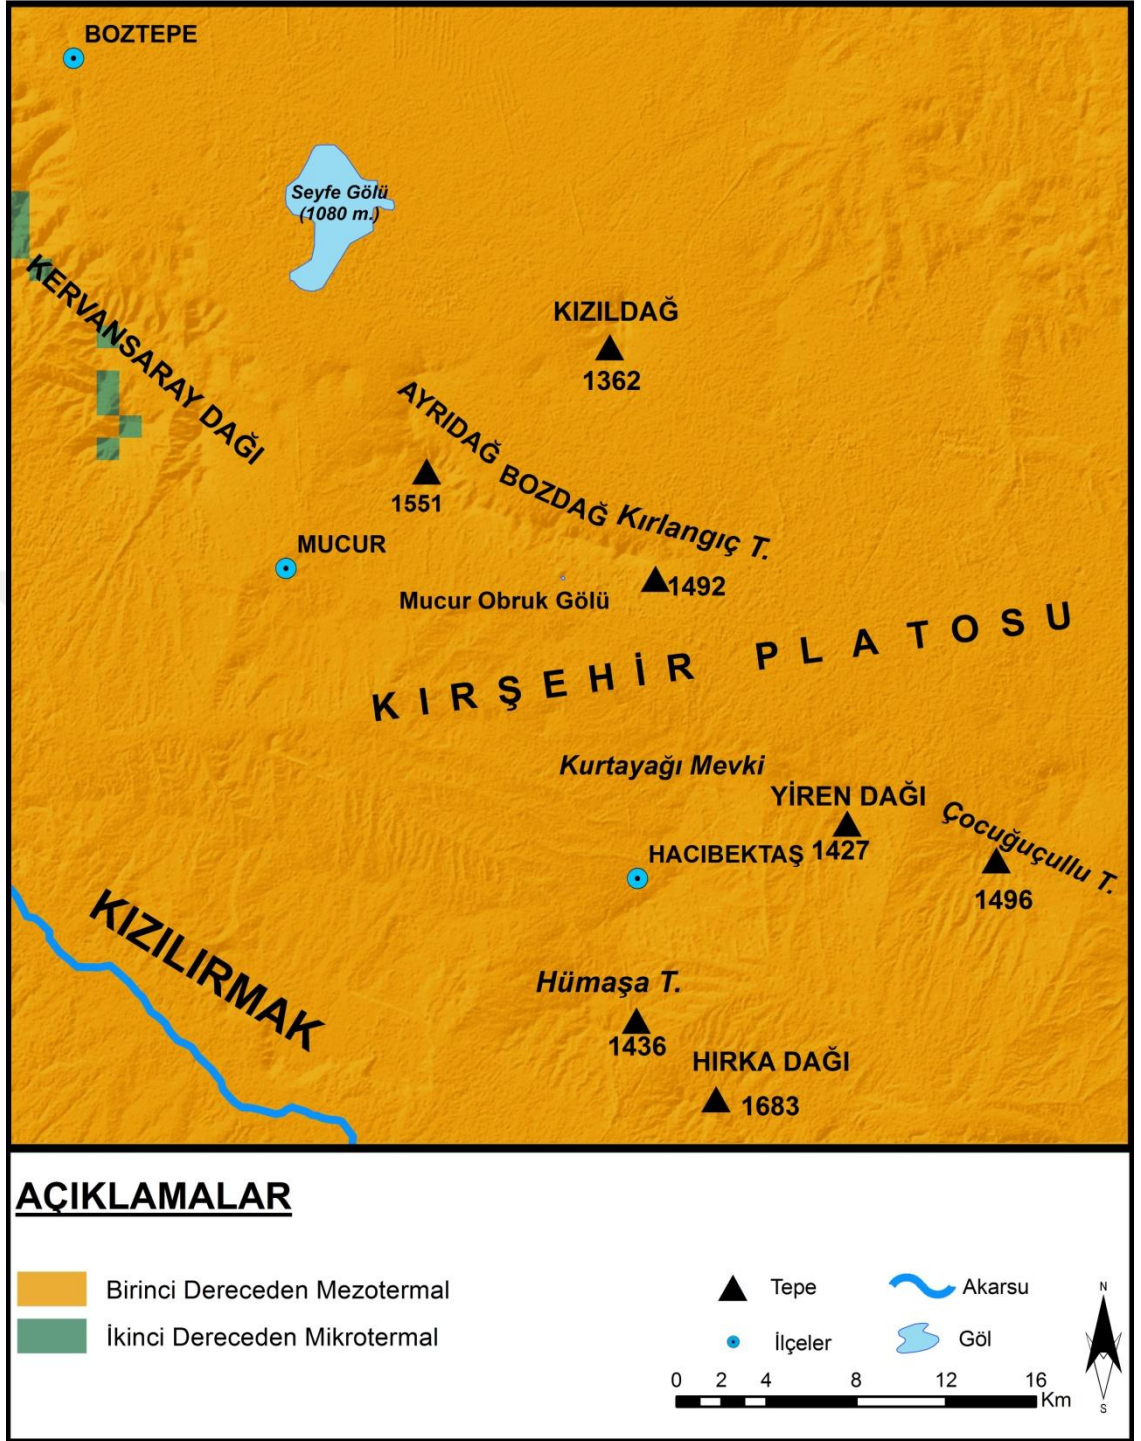 BOZTEPE
Seyfe Gölü
(1080 m.)
KERVANSARAY DAĞI
KIZILDAĞ
1362
AYRIDAĞ BOZDAĞ Kırlangıç T.
1551
MUCUR
1492
Mucur Obruk Gölü
KIRŞEHİR PLATOSU
Kurtayağı Mevki
YİREN DAĞI
1427
Çocuğuçullu T.
1496
HACIBEKTAŞ
KIZILIRMAK
Hümaşa T.
1436
HIRKA DAĞI
1683
AÇIKLAMALAR
Birinci Dereceden Mezotermal
İkinci Dereceden Mikrotermal
Tepe
Akarsu
İlçeler
Göl
N
S
0 2 4 8 12 16
Km